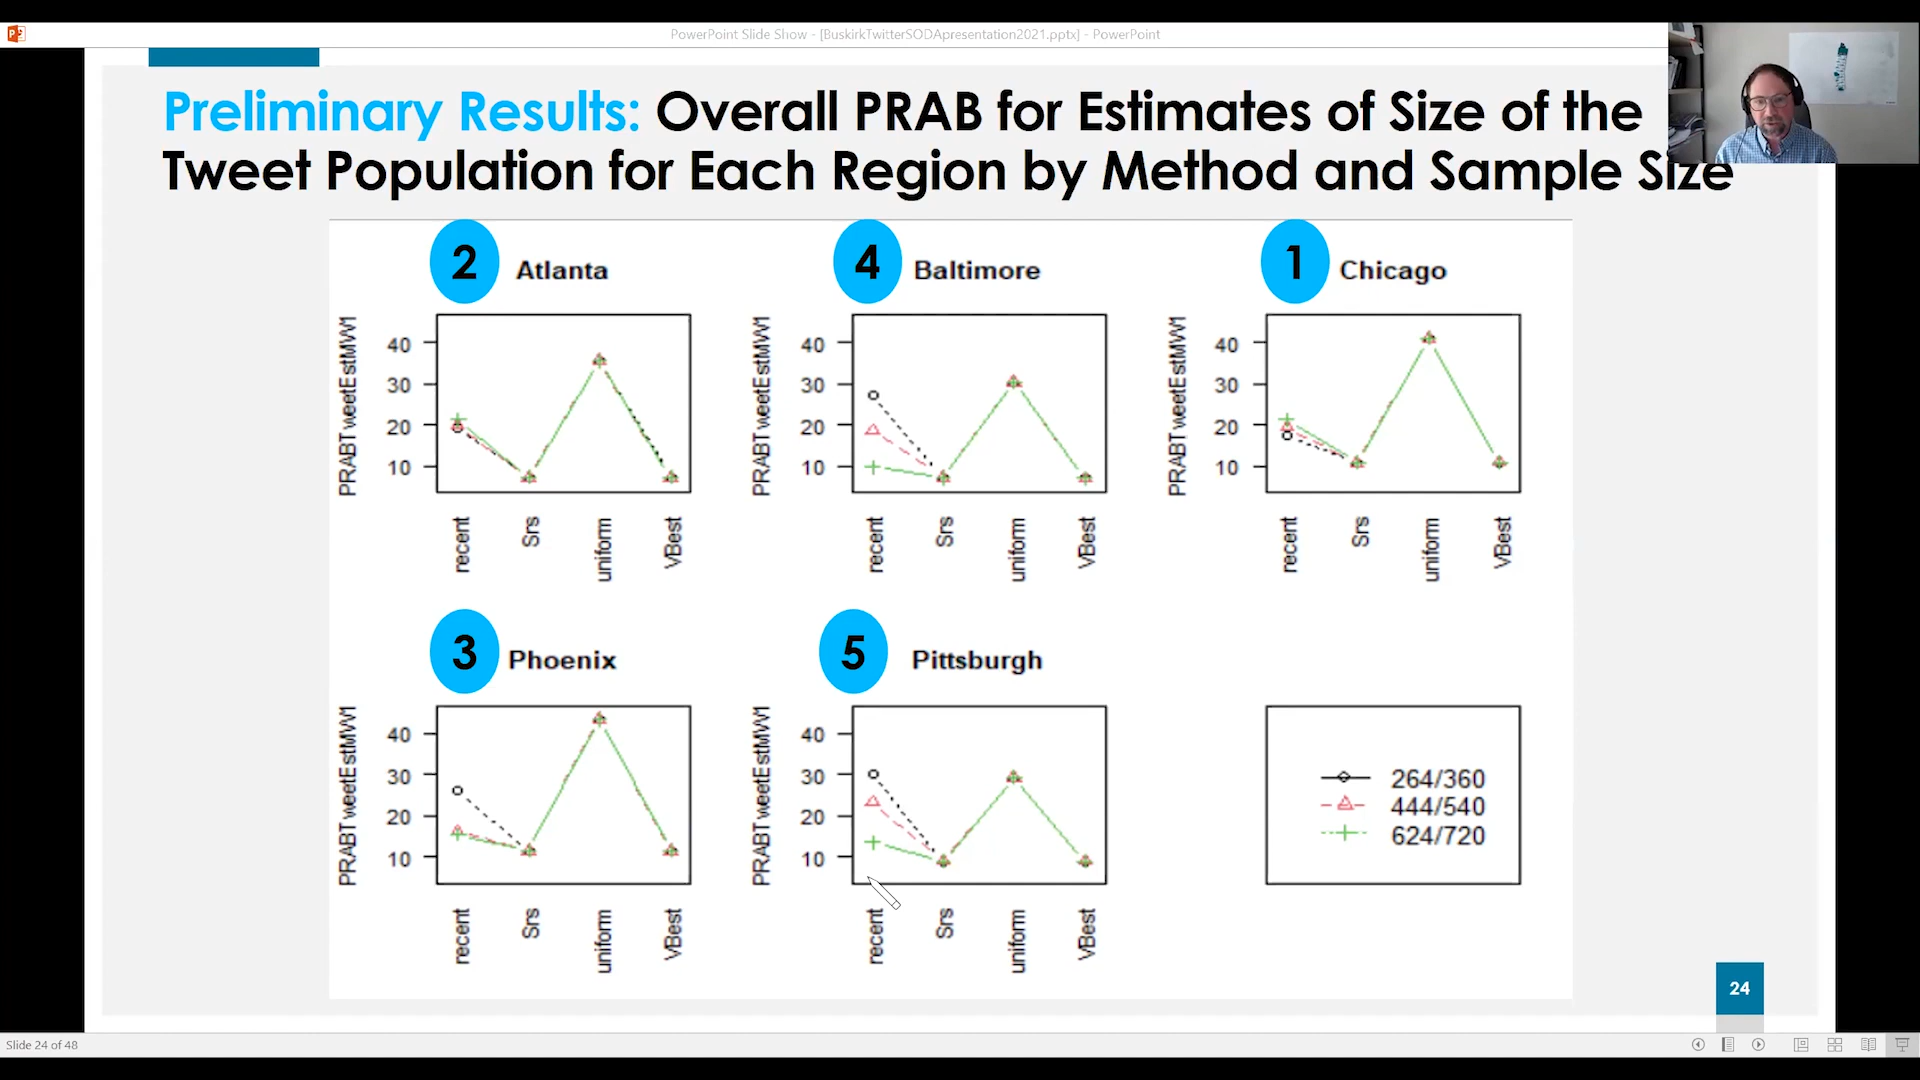 PowerPoint Slide Show - [BuskirkTwitterSODApresentation2021.pptx] - PowerPoint
Preliminary Results: Overall PRAB for Estimates of Size of the
Tweet Population for Each Region by Method and Sample Size
2 Atlanta
PRABTweetEstMW1
40
30
20
10
recent
Srs
uniform
VBest
4 Baltimore
PRABTweetEstMW1
40
30
20
10
recent
Srs
uniform
VBest
1 Chicago
PRABTweetEstMW1
40
30
20
10
recent
Srs
uniform
VBest
3 Phoenix
PRABTweetEstMW1
40
30
20
10
recent
Srs
uniform
VBest
5 Pittsburgh
PRABTweetEstMW1
40
30
20
10
recent
Srs
uniform
VBest
264/360
444/540
624/720
24
Slide 24 of 48